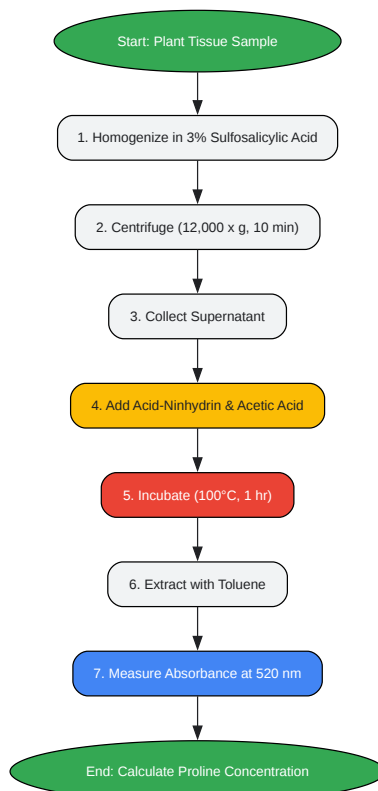 Start: Plant Tissue Sample
1. Homogenize in 3% Sulfosalicylic Acid
2. Centrifuge (12,000 x g, 10 min)
3. Collect Supernatant
4. Add Acid-Ninhydrin & Acetic Acid
5. Incubate (100°C, 1 hr)
6. Extract with Toluene
7. Measure Absorbance at 520 nm
End: Calculate Proline Concentration